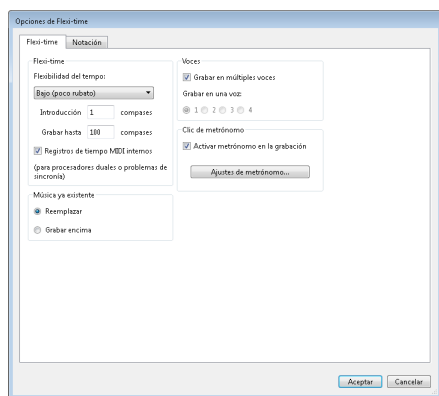 Opciones de Flexi-time
Flexi-time
Notación
Flexi-time
Flexibilidad del tempo:
Bajo (poco rubato)
Introducción 1 compases
Grabar hasta 100 compases
Registros de tiempo MIDI internos
(para procesadores duales o problemas de
sincronía)
Música ya existente
Reemplazar
Grabar encima
Voces
Grabar en múltiples voces
Grabar en una voz:
1 2 3 4
Clic de metrónomo
Activar metrónomo en la grabación
Ajustes de metrónomo...
Aceptar
Cancelar